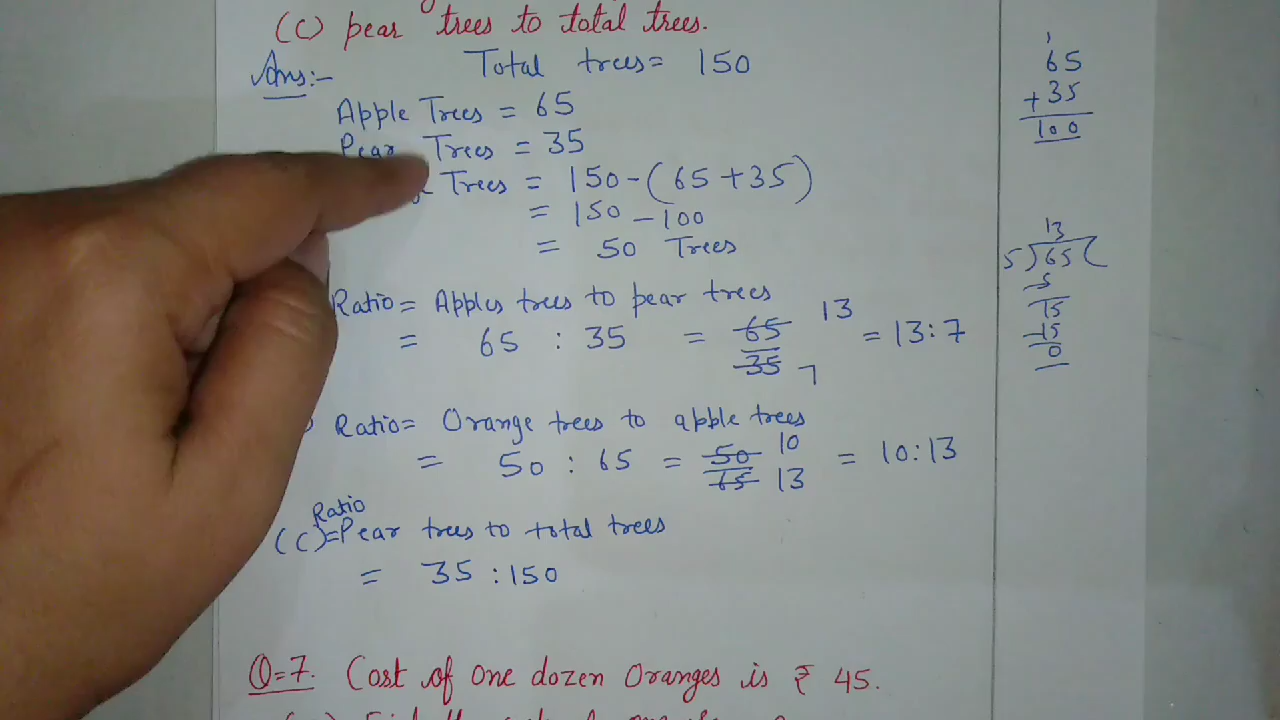 (C) pear trees to total trees.
Ans:- Total trees= 150
Apple Trees = 65
Pear Trees = 35
Trees = 150-(65+35)
= 150-100
= 50 Trees
Ratio= Apples trees to pear trees
= 65 : 35 = 65/35 13 7 = 13:7
Ratio= Orange trees to apple trees
= 50 : 65 = 50/65 10 13 = 10:13
Ratio
(C)=Pear trees to total trees
= 35 :150
Q=7. Cost of one dozen Oranges is ₹ 45.
1
65
+35
100
13
5)65(
-5
15
-15
0